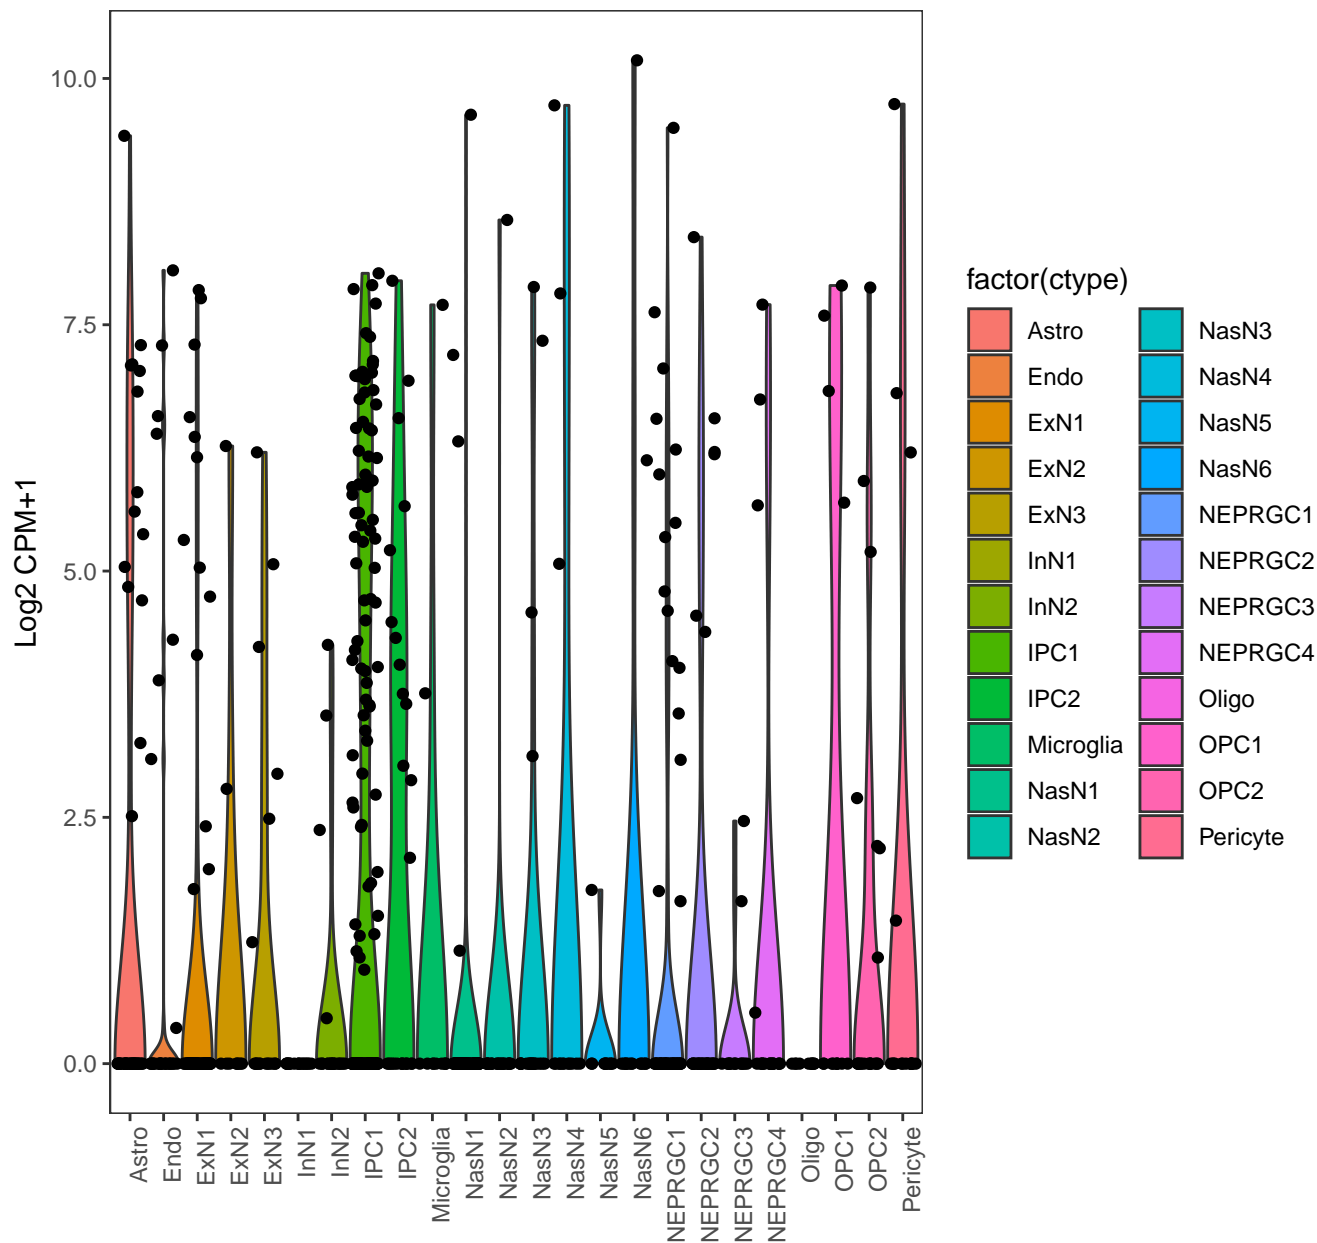 10.0
7.5
5.0
2.5
0.0
Log2 CPM+1
Astro
Endo
ExN1
ExN2
ExN3
InN1
InN2
IPC1
IPC2
Microglia
NasN1
NasN2
NasN3
NasN4
NasN5
NasN6
NEPRGC1
NEPRGC2
NEPRGC3
NEPRGC4
Oligo
OPC1
OPC2
Pericyte
factor(ctype)
Astro
Endo
ExN1
ExN2
ExN3
InN1
InN2
IPC1
IPC2
Microglia
NasN1
NasN2
NasN3
NasN4
NasN5
NasN6
NEPRGC1
NEPRGC2
NEPRGC3
NEPRGC4
Oligo
OPC1
OPC2
Pericyte